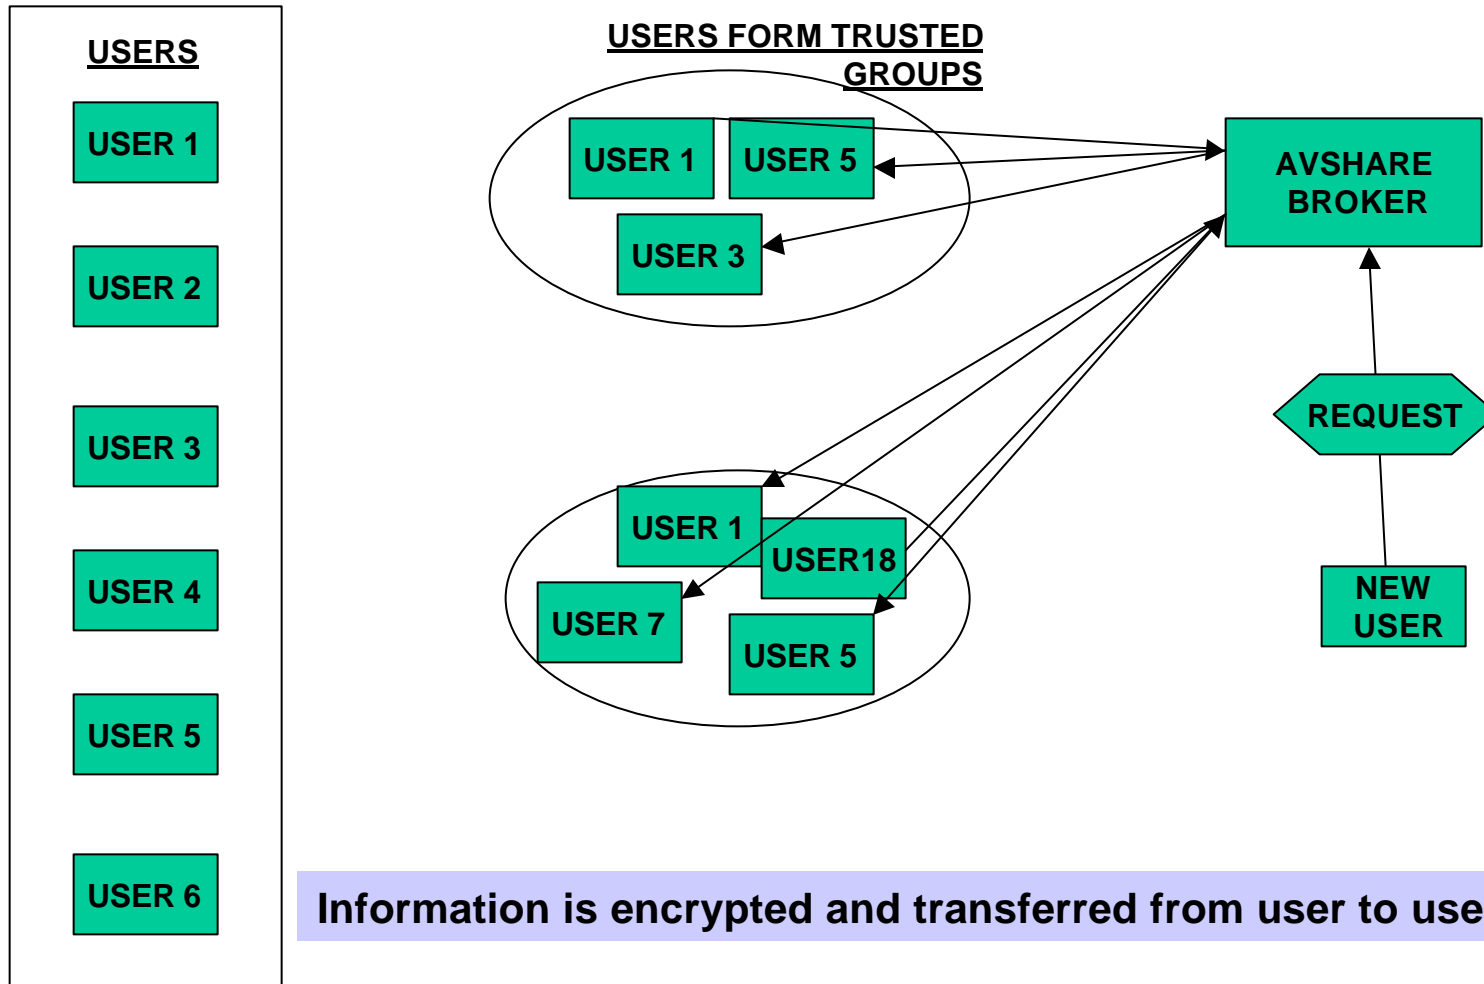 USERS
USER 1
USER 2
USER 3
USER 4
USER 5
USER 6
USERS FORM TRUSTED
GROUPS
USER 1
USER 5
USER 3
USER 1
USER18
USER 7
USER 5
AVSHARE
BROKER
REQUEST
NEW
USER
Information is encrypted and transferred from user to use